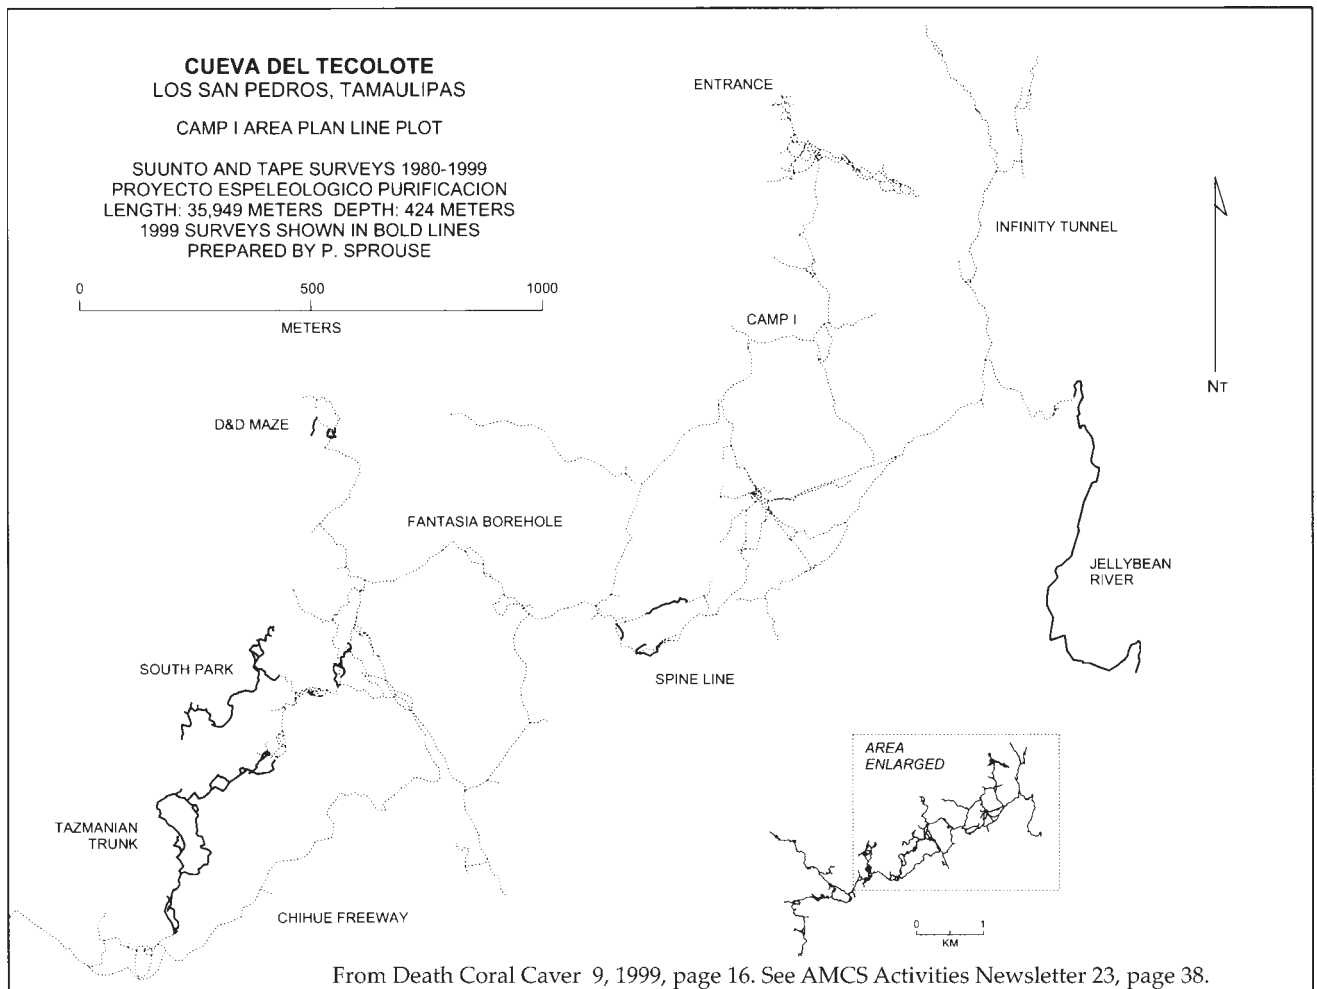 CUEVA DEL TECOLOTE
LOS SAN PEDROS, TAMAULIPAS
CAMP I AREA PLAN LINE PLOT
SUUNTO AND TAPE SURVEYS 1980-1999
PROYECTO ESPELEOLOGICO PURIFICACION
LENGTH: 35,949 METERS DEPTH: 424 METERS
1999 SURVEYS SHOWN IN BOLD LINES
PREPARED BY P. SPROUSE
0 500 1000
METERS
ENTRANCE
INFINITY TUNNEL
CAMP I
NT
D&D MAZE
FANTASIA BOREHOLE
JELLYBEAN
RIVER
SOUTH PARK
SPINE LINE
AREA
ENLARGED
TAZMANIAN
TRUNK
CHIHUE FREEWAY
0 1
KM
From Death Coral Caver 9, 1999, page 16. See AMCS Activities Newsletter 23, page 38.